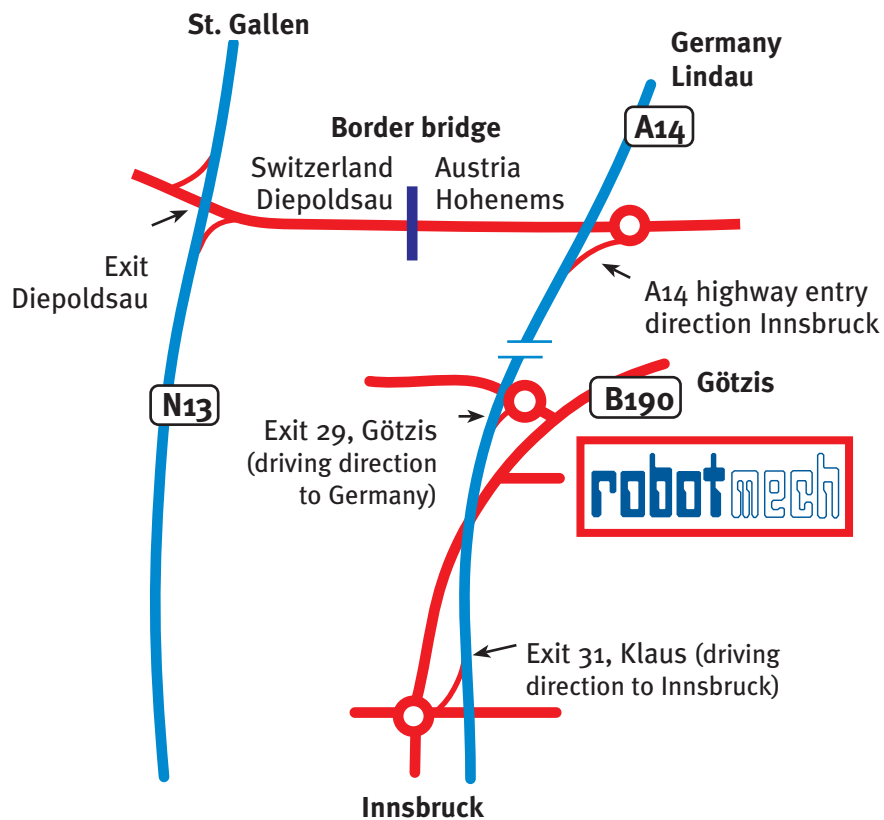 St. Gallen
Germany
Lindau
A14
Border bridge
Switzerland
Diepoldsau
Austria
Hohenems
Exit
Diepoldsau
A14 highway entry
direction Innsbruck
N13
B190
Götzis
Exit 29, Götzis
(driving direction
to Germany)
robotmech
Exit 31, Klaus (driving
direction to Innsbruck)
Innsbruck